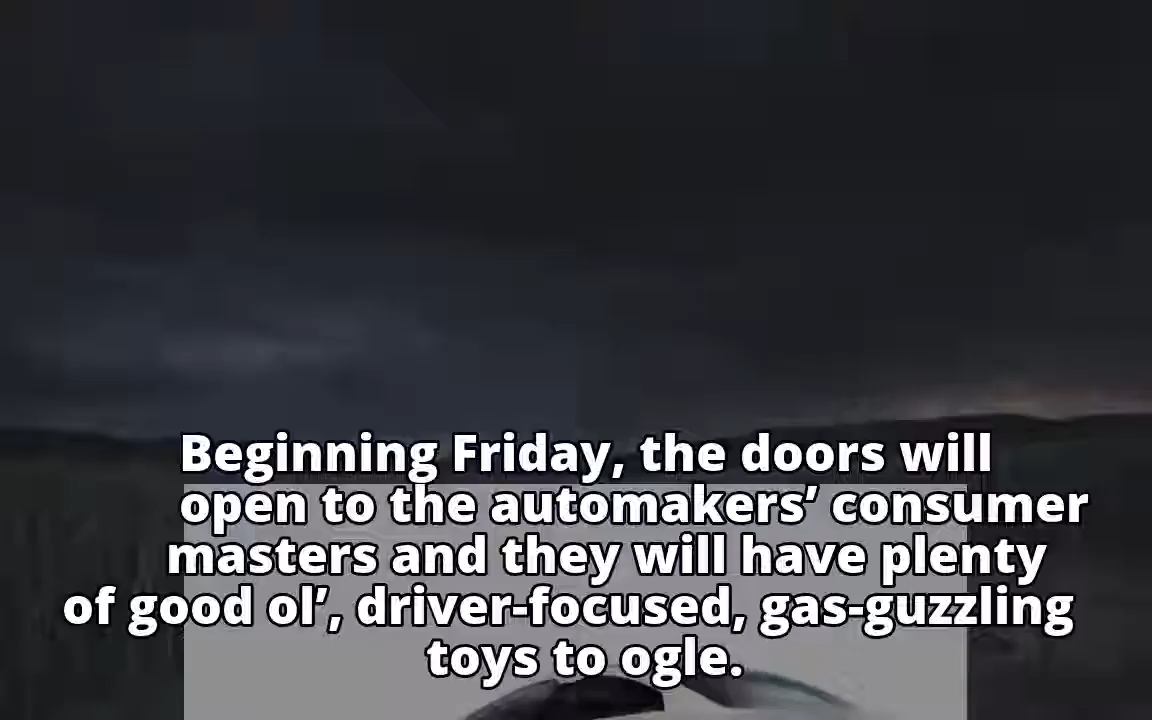 Beginning Friday, the doors will
open to the automakers’ consumer
masters and they will have plenty
of good ol’, driver-focused, gas-guzzling
toys to ogle.